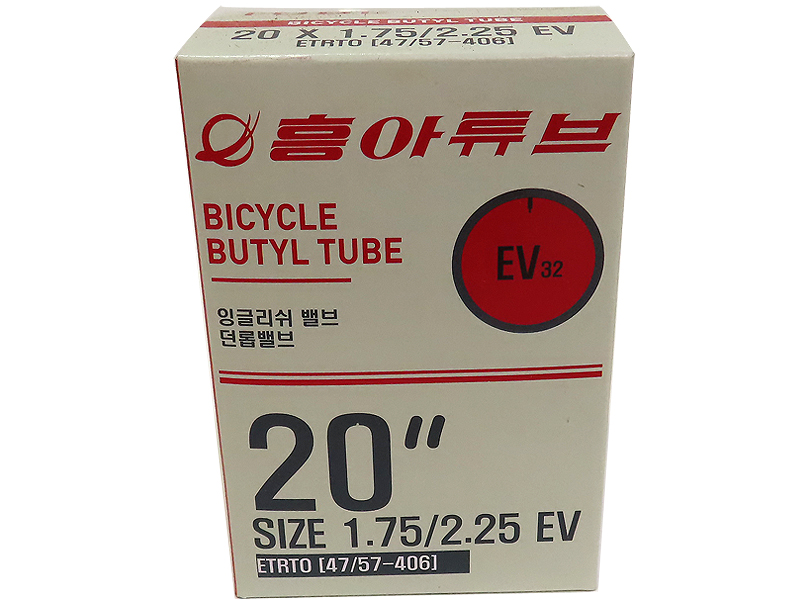 BICYCLE BUTYL TUBE
20 X 1.75/2.25 EV
ETRTO [47/57-406]
흥아튜브
BICYCLE
BUTYL TUBE
EV32
잉글리쉬 밸브
던롭밸브
20"
SIZE 1.75/2.25 EV
ETRTO [47/57-406]